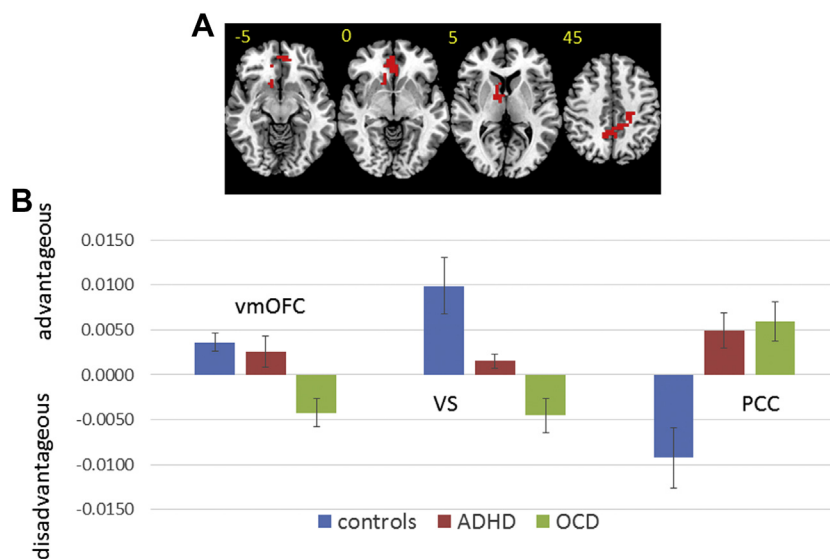 A
-5 0 5 45
B
advantageous
disadvantageous
0.0150
0.0100
0.0050
0.0000
-0.0050
-0.0100
-0.0150
vmOFC
VS
PCC
controls ADHD OCD